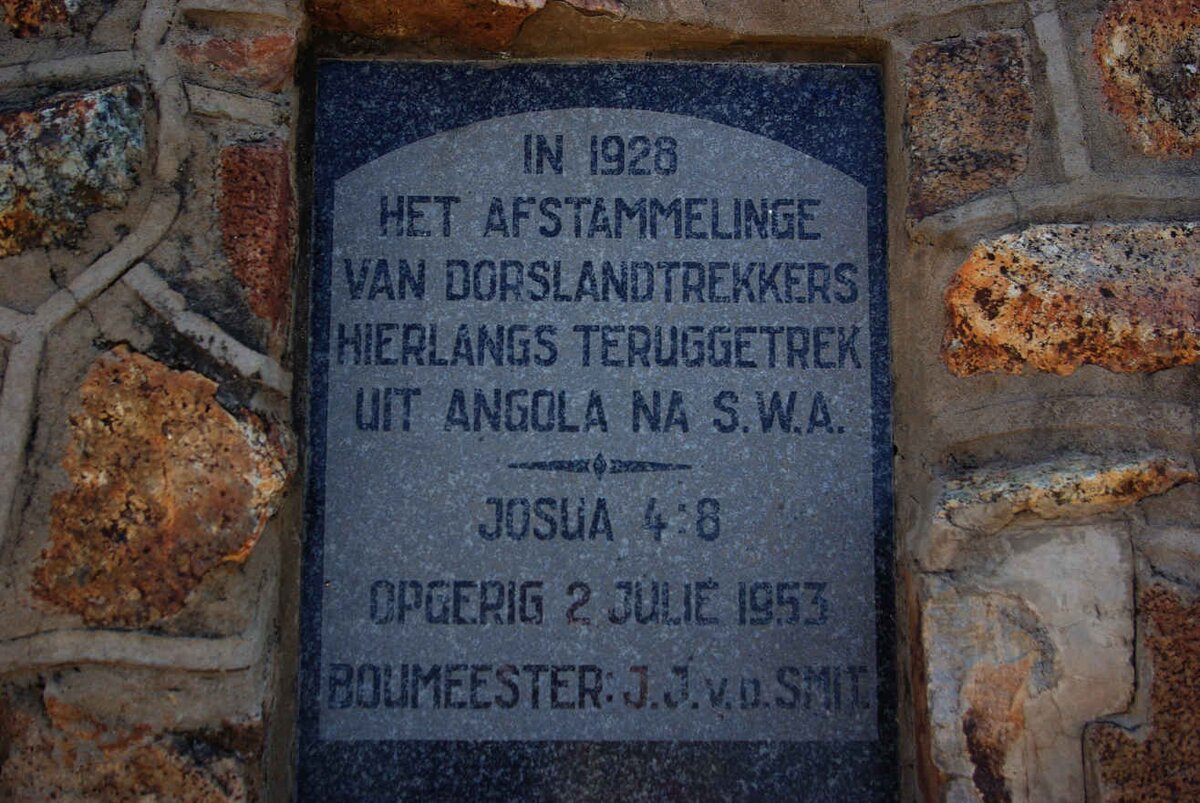 IN 1928
HET AFSTAMMELINGE
VAN DORSLANDTREKKERS
HIERLANGS TERUGGETREK
UIT ANGOLA NA S.W.A.
JOSUA 4:8
OPGERIG 2 JULIE 1953
BOUMEESTER: J.J.V.D.SMIT.